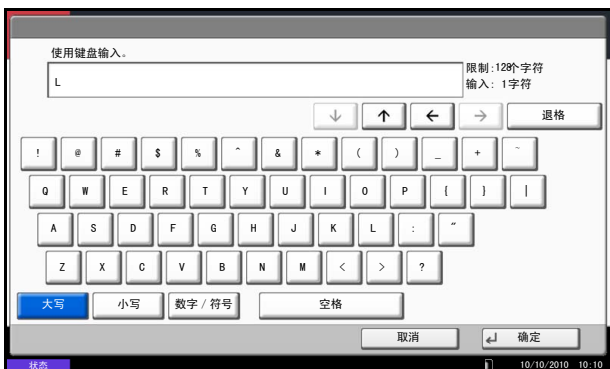 使用键盘输入。
限制:128个字符
L
输入: 1字符
退格
! @ # $ % ^ & * ( ) _ + ~
Q W E R T Y U I O P { } |
A S D F G H J K L : "
Z X C V B N M < > ?
大写 小写 数字 / 符号 空格
取消 确定
状态 10/10/2010 10:10